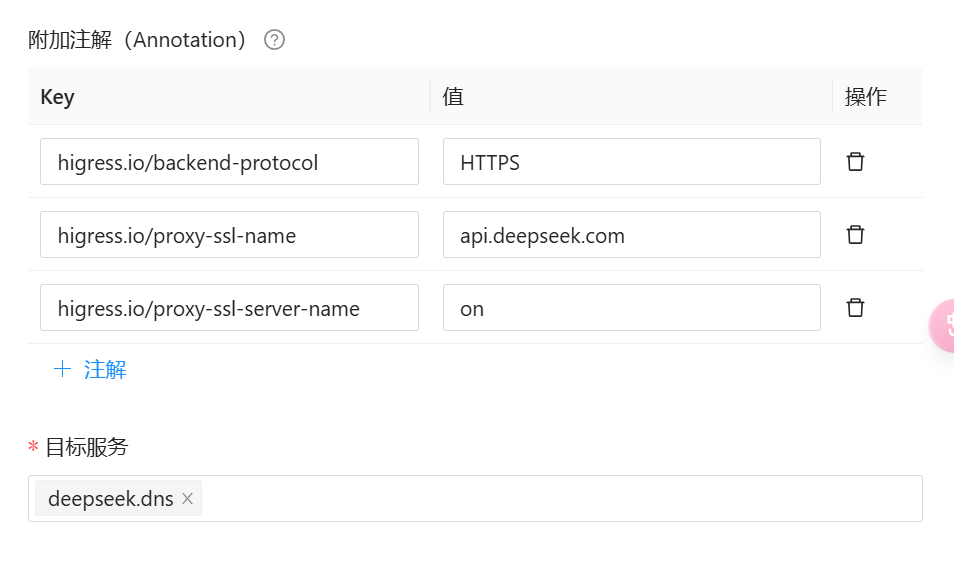 附加注解（Annotation）
Key 值 操作
higress.io/backend-protocol HTTPS
higress.io/proxy-ssl-name api.deepseek.com
higress.io/proxy-ssl-server-name on
注解
* 目标服务
deepseek.dns